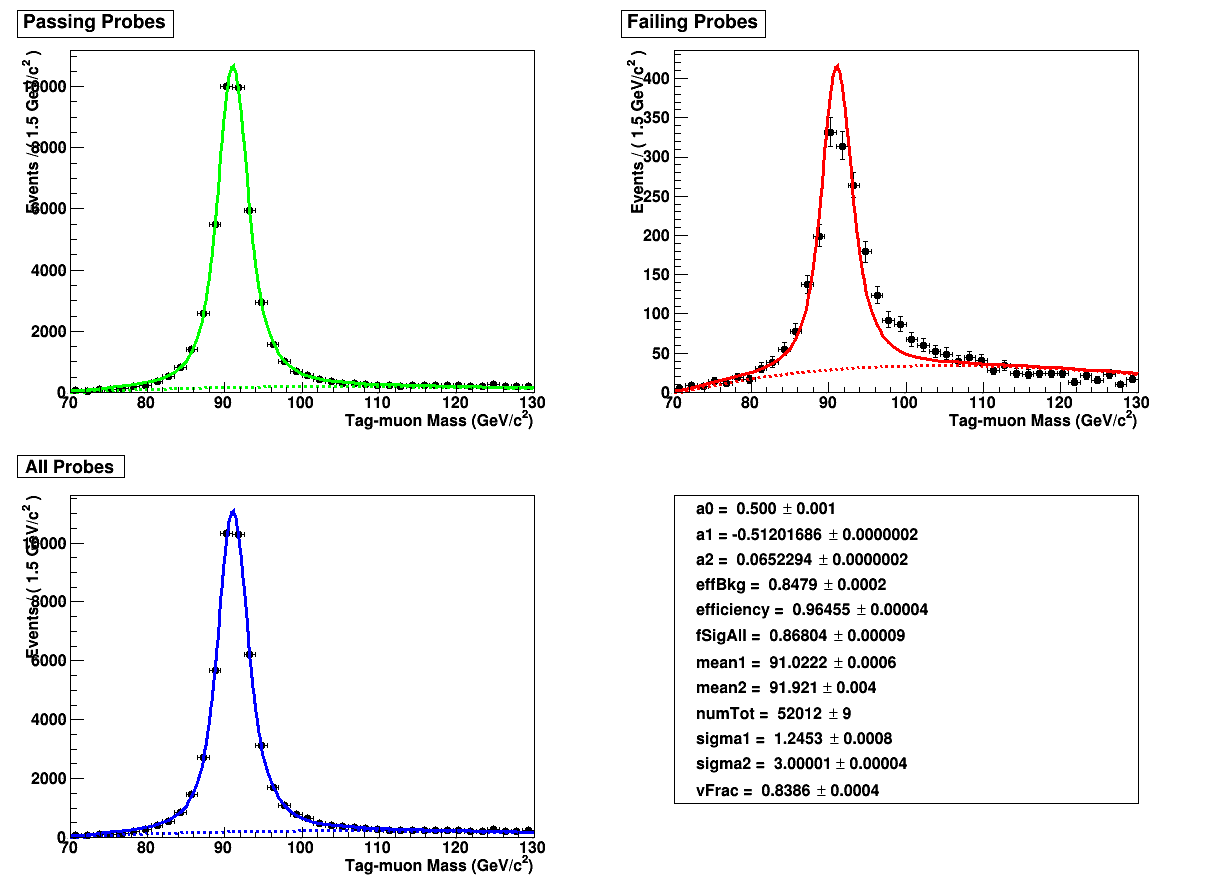 Passing Probes
Events / ( 1.5 GeV/c2 )
10000
8000
6000
4000
2000
0
70 80 90 100 110 120 130
Tag-muon Mass (GeV/c2)
Failing Probes
Events / ( 1.5 GeV/c2 )
400
350
300
250
200
150
100
50
0
70 80 90 100 110 120 130
Tag-muon Mass (GeV/c2)
All Probes
Events / ( 1.5 GeV/c2 )
10000
8000
6000
4000
2000
0
70 80 90 100 110 120 130
Tag-muon Mass (GeV/c2)
a0 = 0.500 ± 0.001
a1 = -0.51201686 ± 0.0000002
a2 = 0.0652294 ± 0.0000002
effBkg = 0.8479 ± 0.0002
efficiency = 0.96455 ± 0.00004
fSigAll = 0.86804 ± 0.00009
mean1 = 91.0222 ± 0.0006
mean2 = 91.921 ± 0.004
numTot = 52012 ± 9
sigma1 = 1.2453 ± 0.0008
sigma2 = 3.00001 ± 0.00004
vFrac = 0.8386 ± 0.0004